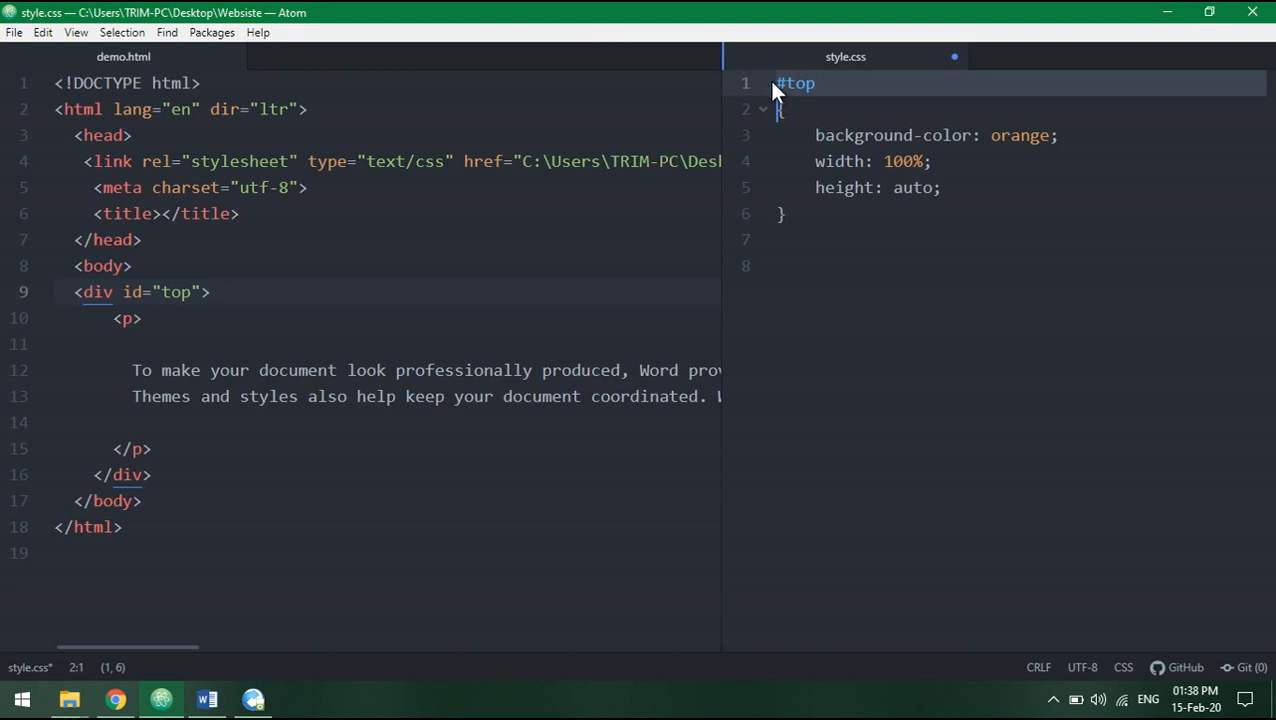 style.css — C:\Users\TRIM-PC\Desktop\Websiste — Atom
File Edit View Selection Find Packages Help
demo.html
1 <!DOCTYPE html>
2 <html lang="en" dir="ltr">
3 <head>
4 <link rel="stylesheet" type="text/css" href="C:\Users\TRIM-PC\Des
5 <meta charset="utf-8">
6 <title></title>
7 </head>
8 <body>
9 <div id="top">
10 <p>
11
12 To make your document look professionally produced, Word prov
13 Themes and styles also help keep your document coordinated. W
14
15 </p>
16 </div>
17 </body>
18 </html>
19
style.css
1 #top
2 {
3 background-color: orange;
4 width: 100%;
5 height: auto;
6 }
7
8
style.css* 2:1 (1, 6) CRLF UTF-8 CSS GitHub Git (0)
ENG
01:38 PM
15-Feb-20